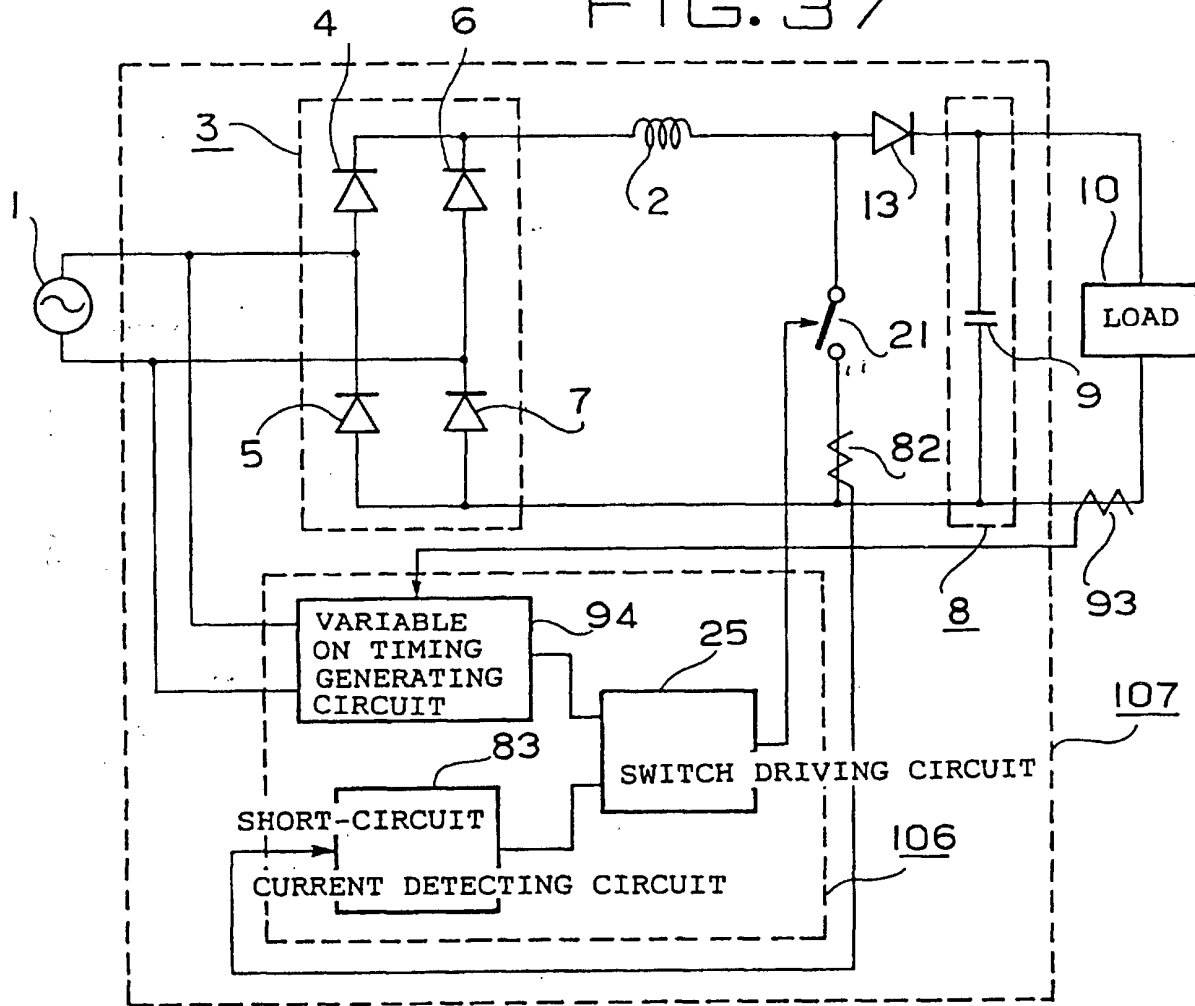 FIG. 37
4
6
3
1
2
13
10
LOAD
21
9
5
7
82
8
93
VARIABLE
ON TIMING
GENERATING
CIRCUIT
94
25
107
83
SWITCH DRIVING CIRCUIT
SHORT-CIRCUIT
106
CURRENT DETECTING CIRCUIT